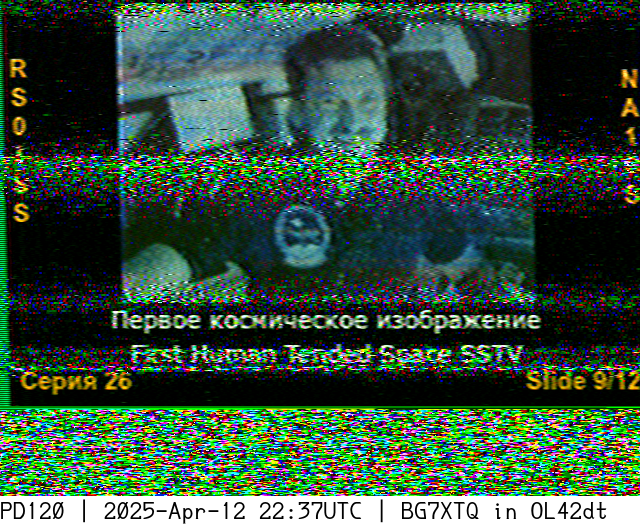 RS0ISS
NA1SS
Первое космическое изображение
First Human Tended Space SSTV
Серия 26
Slide 9/12
PD120 | 2025-Apr-12 22:37UTC | BG7XTQ in OL42dt